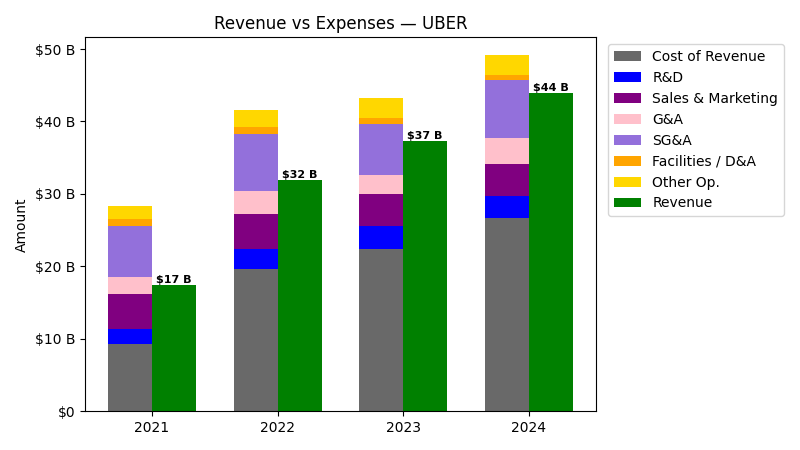 Revenue vs Expenses — UBER
$50 B
$40 B
$30 B
$20 B
$10 B
$0
Amount
$17 B
$32 B
$37 B
$44 B
2021
2022
2023
2024
Cost of Revenue
R&D
Sales & Marketing
G&A
SG&A
Facilities / D&A
Other Op.
Revenue